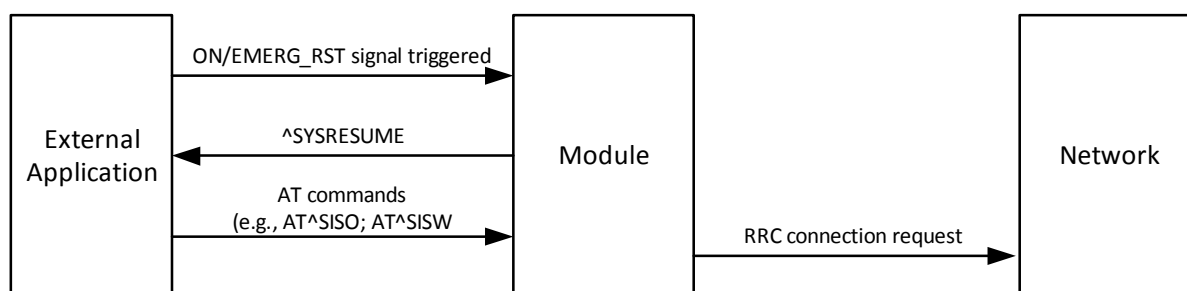 ON/EMERG_RST signal triggered
^SYSRESUME
External
Application
Module
Network
AT commands
(e.g., AT^SISO; AT^SISW
RRC connection request